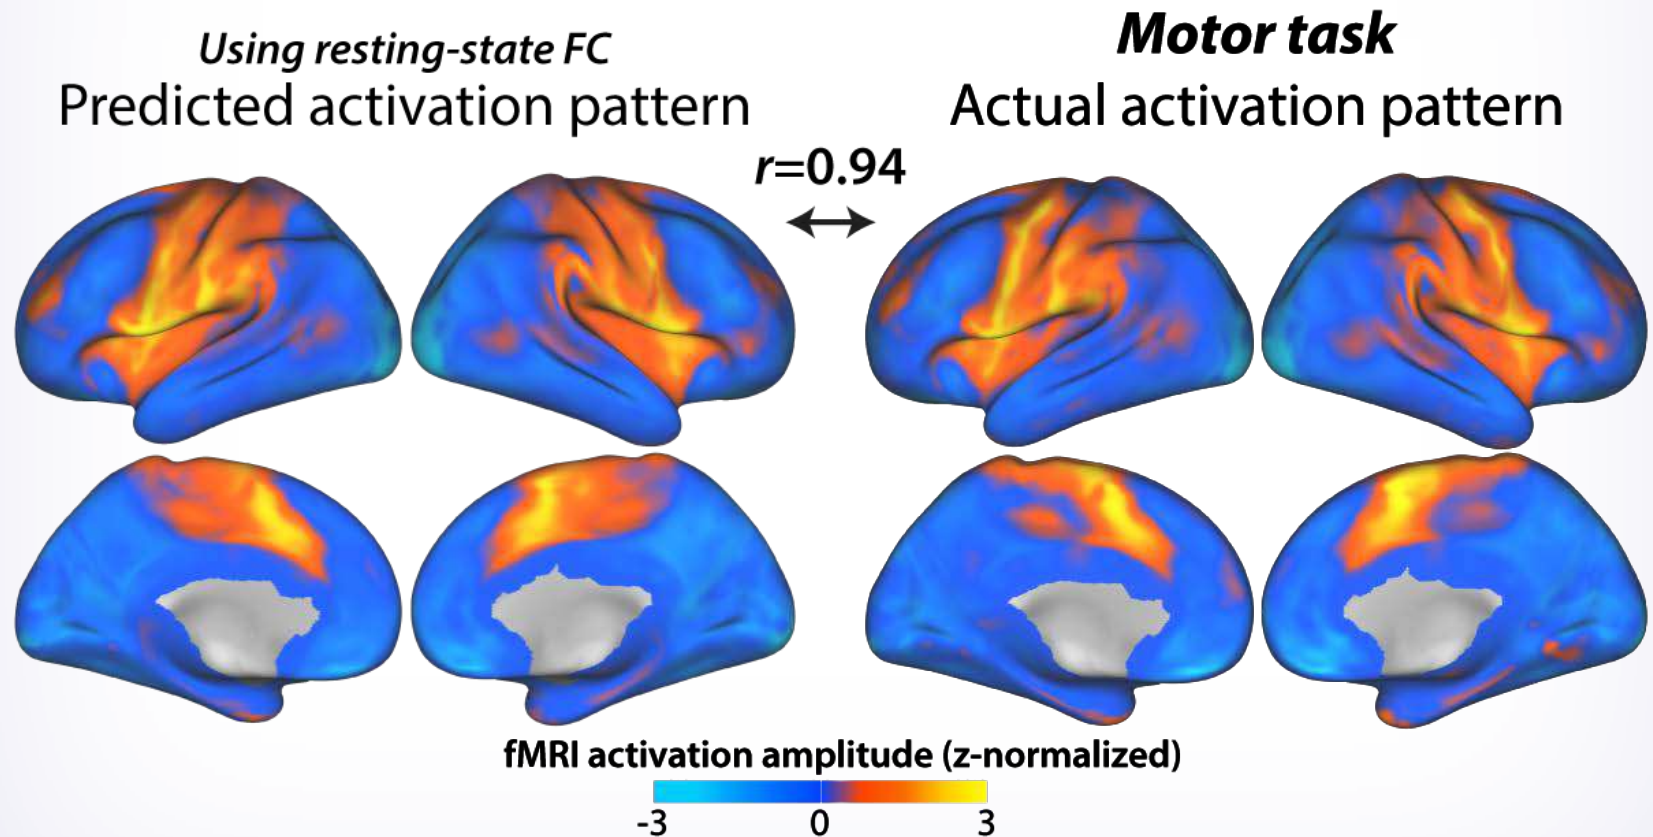 Using resting-state FC
Predicted activation pattern
Motor task
Actual activation pattern
r=0.94
fMRI activation amplitude (z-normalized)
-3 0 3